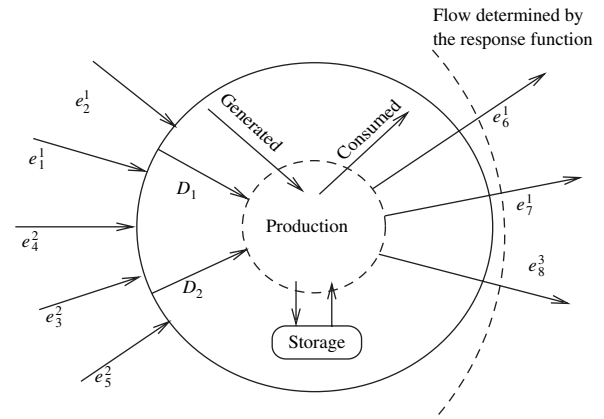 Flow determined by
the response function
e_2^1
Generated
Consumed
e_6^1
e_1^1
D_1
e_7^1
Production
e_4^2
e_8^3
D_2
e_3^2
Storage
e_5^2